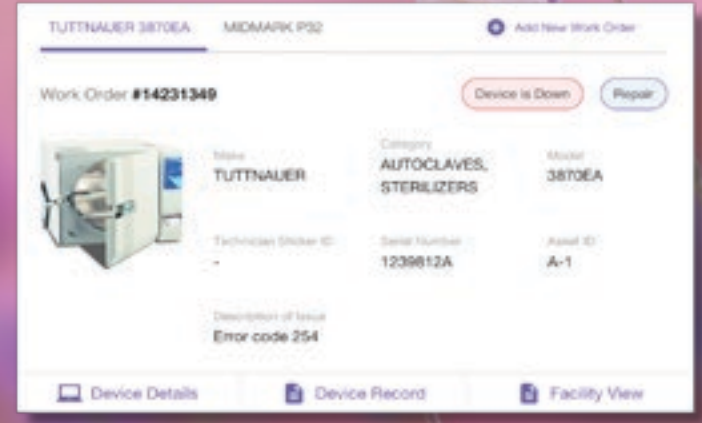 TUTTNAUER 3870EA MIDMARK P32 Add New Work Order
Work Order #14231349 Device is Down Repair
Make Category Model
TUTTNAUER AUTOCLAVES, STERILIZERS 3870EA
Technician Sticker ID Serial Number Asset ID
- 1239812A A-1
Description of Issue
Error code 254
Device Details Device Record Facility View